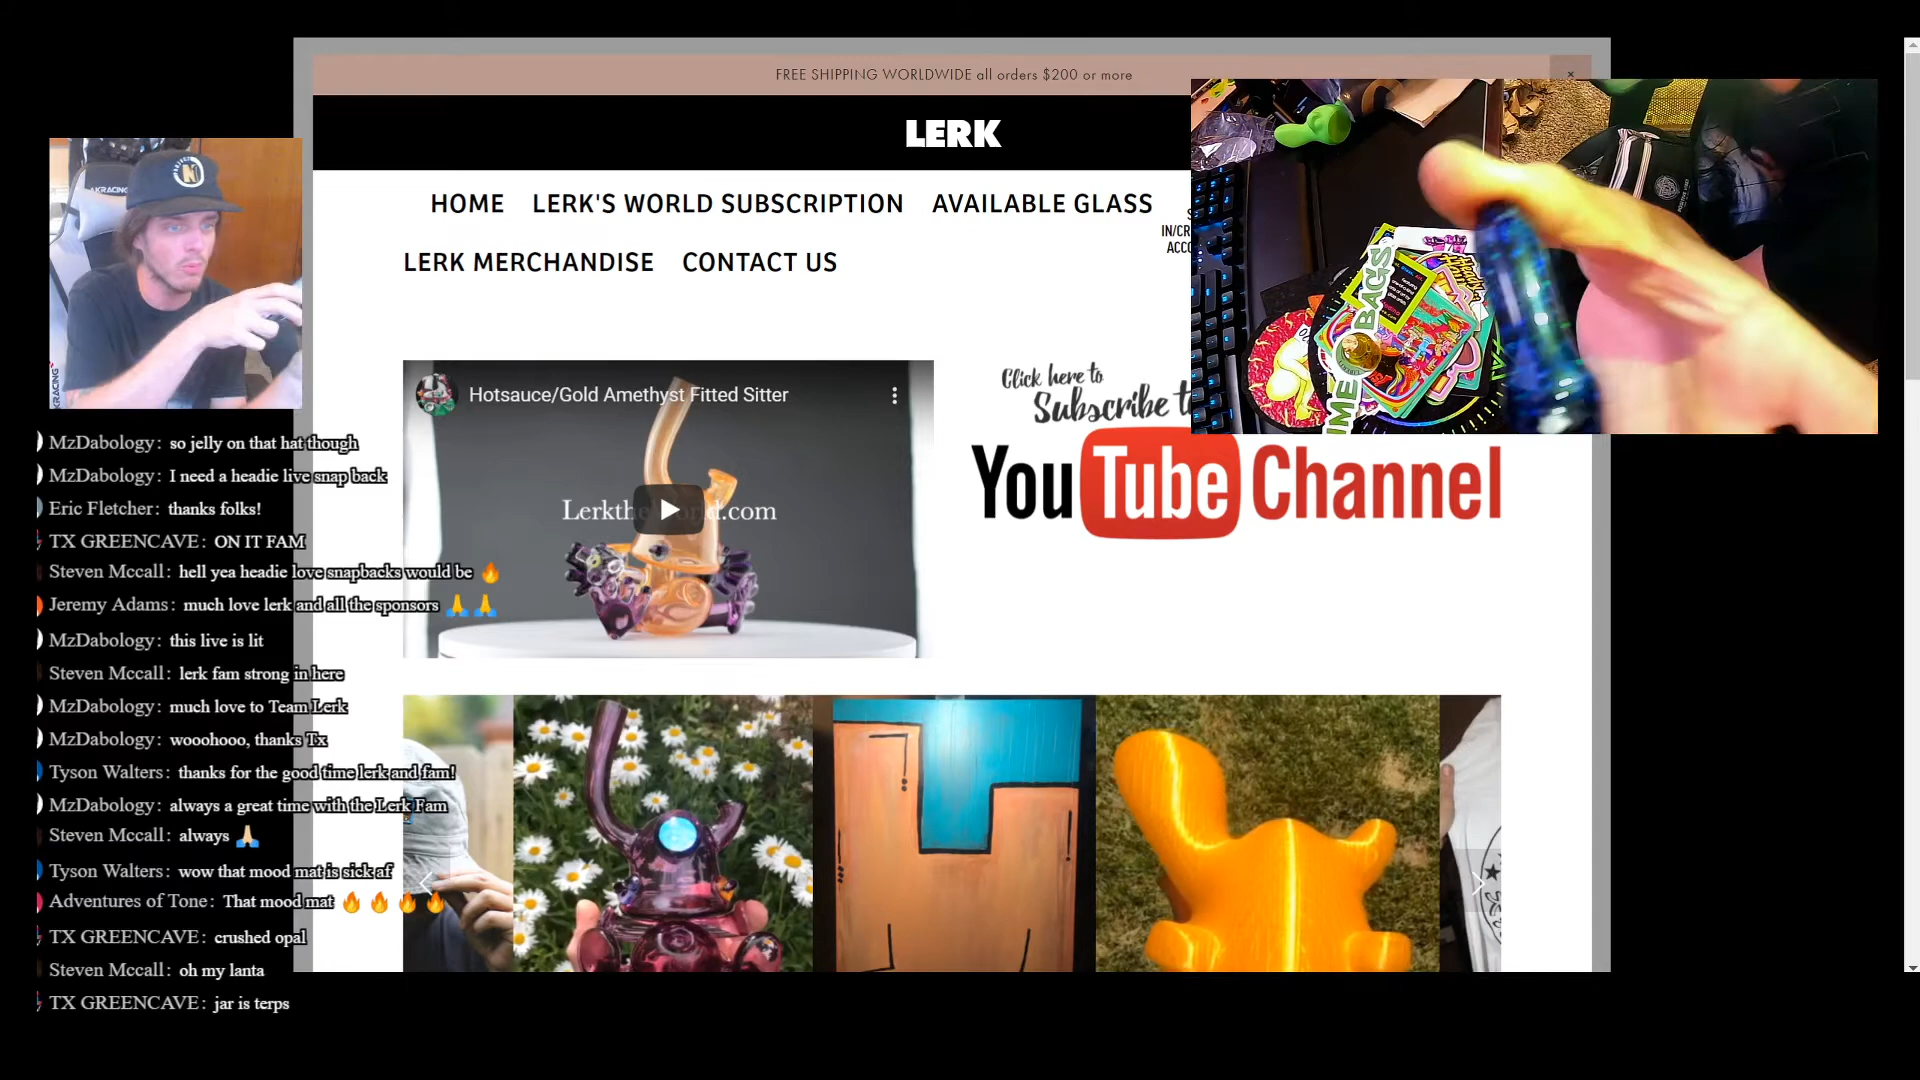 FREE SHIPPING WORLDWIDE all orders $200 or more
×
LERK
HOME LERK'S WORLD SUBSCRIPTION AVAILABLE GLASS
IN/CR
ACCO
LERK MERCHANDISE CONTACT US
AKRACING
Hotsauce/Gold Amethyst Fitted Sitter
Click here to
Subscribe to
YouTube Channel
BAGS
MzDabology: so jelly on that hat though
MzDabology: I need a headie live snap back
Eric Fletcher: thanks folks!
TX GREENCAVE: ON IT FAM
Steven Mccall: hell yea headie love snapbacks would be 🔥
Jeremy Adams: much love lerk and all the sponsors 🙏 🙏
MzDabology: this live is lit
Steven Mccall: lerk fam strong in here
MzDabology: much love to Team Lerk
MzDabology: wooohooo, thanks Tx
Tyson Walters: thanks for the good time lerk and fam!
MzDabology: always a great time with the Lerk Fam
Steven Mccall: always 🙏🏻
Tyson Walters: wow that mood mat is sick af
Adventures of Tone: That mood mat 🔥 🔥 🔥 🔥
TX GREENCAVE: crushed opal
Steven Mccall: oh my lanta
TX GREENCAVE: jar is terps